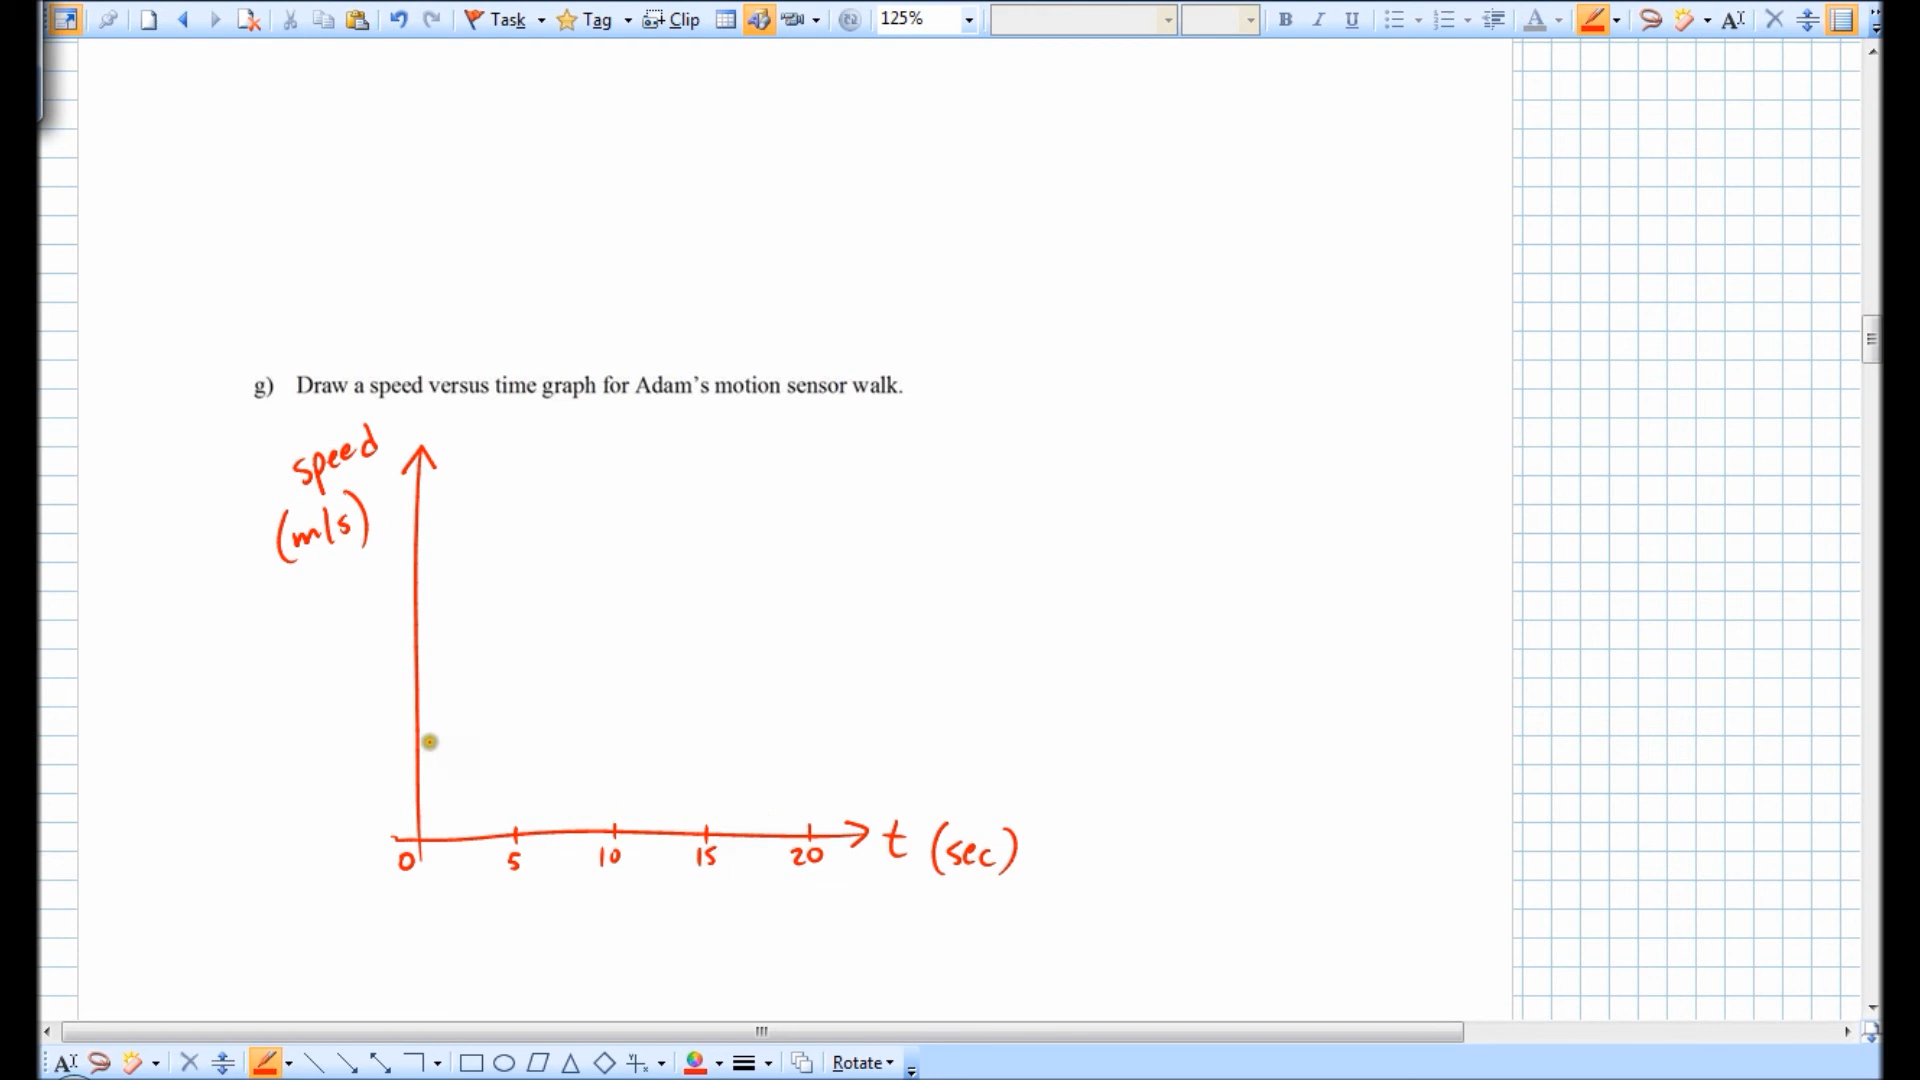 Task Tag Clip 125% B I U A
g) Draw a speed versus time graph for Adam's motion sensor walk.
speed
(m/s)
t (sec)
0 5 10 15 20
Rotate